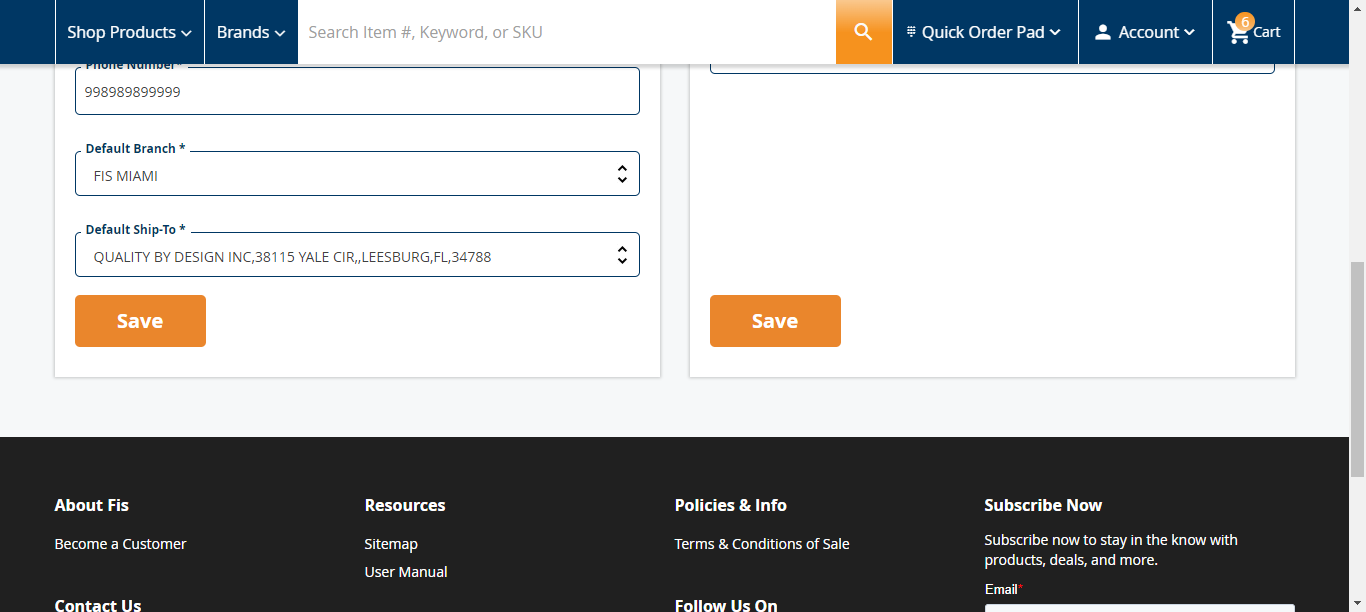 Shop Products
Brands
Search Item #, Keyword, or SKU
Quick Order Pad
Account
6
Cart
Phone Number*
998989899999
Default Branch *
FIS MIAMI
Default Ship-To *
QUALITY BY DESIGN INC,38115 YALE CIR,,LEESBURG,FL,34788
Save
Save
About Fis
Become a Customer
Contact Us
Resources
Sitemap
User Manual
Policies & Info
Terms & Conditions of Sale
Follow Us On
Subscribe Now
Subscribe now to stay in the know with
products, deals, and more.
Email*